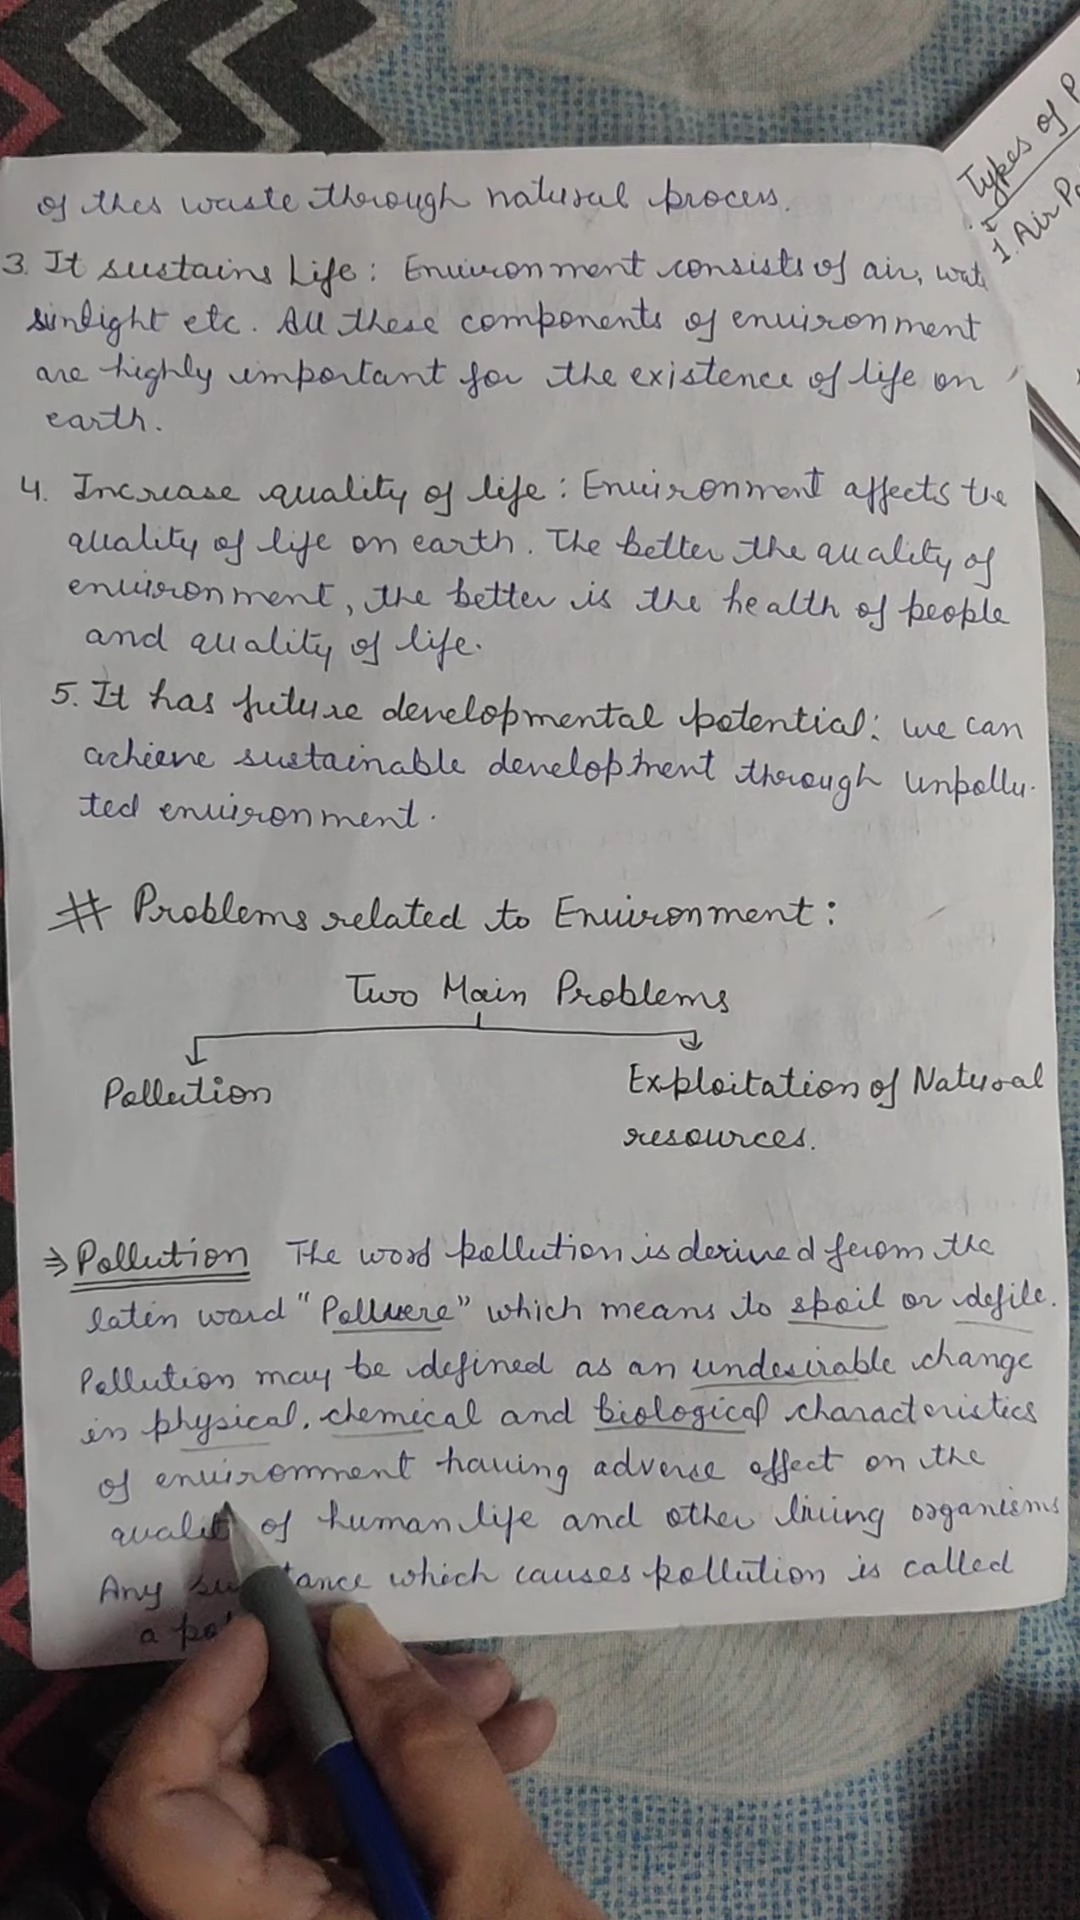 of this waste through natural process.
3. It sustains Life: Environment consists of air,
sunlight etc. All these components of environment
are highly important for the existence of life on
earth.
4. Increase quality of life: Environment affects the
quality of life on earth. The better the quality of
environment, the better is the health of people
and quality of life.
5. It has future developmental potential: we can
achieve sustainable development through unpollu-
ted environment.
# Problems related to Environment:
Two Main Problems
Pollution
Exploitation of Natural
resources.
⇒ Pollution The word pollution is derived from the
latin word "Polluere" which means to spoil or defile.
Pollution may be defined as an undesirable change
in physical, chemical and biological characteristics
of environment having adverse effect on the
of human life and other living organisms
Any which causes pollution is called
a
Types of
1. Air